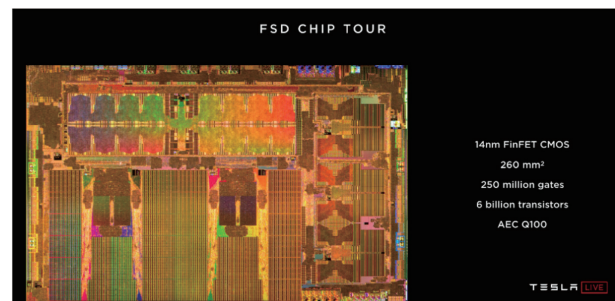 FSD CHIP TOUR
14nm FinFET CMOS
260 mm²
250 million gates
6 billion transistors
AEC Q100
TESLA LIVE